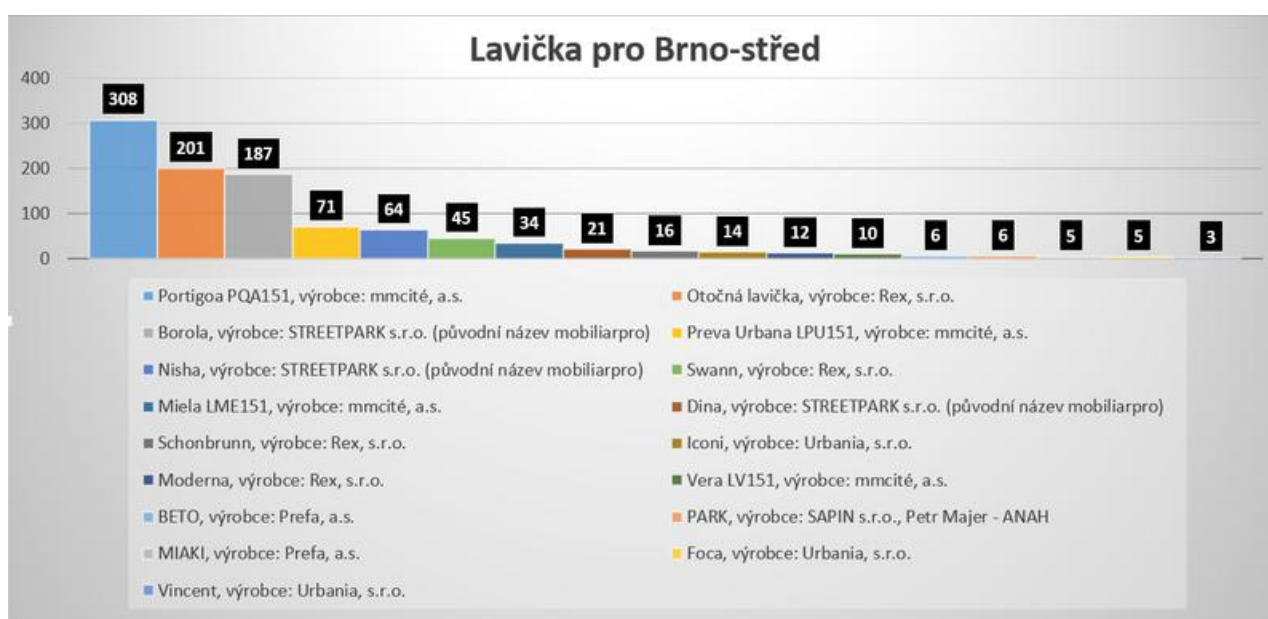 Lavička pro Brno-střed
400
300
200
100
0
308
201
187
71
64
45
34
21
16
14
12
10
6
6
5
5
3
Portigoa PQA151, výrobce: mmcité, a.s.
Otočná lavička, výrobce: Rex, s.r.o.
Borola, výrobce: STREETPARK s.r.o. (původní název mobiliarpro)
Preva Urbana LPU151, výrobce: mmcité, a.s.
Nisha, výrobce: STREETPARK s.r.o. (původní název mobiliarpro)
Swann, výrobce: Rex, s.r.o.
Miela LME151, výrobce: mmcité, a.s.
Dina, výrobce: STREETPARK s.r.o. (původní název mobiliarpro)
Schonbrunn, výrobce: Rex, s.r.o.
Iconi, výrobce: Urbania, s.r.o.
Moderna, výrobce: Rex, s.r.o.
Vera LV151, výrobce: mmcité, a.s.
BETO, výrobce: Prefa, a.s.
PARK, výrobce: SAPIN s.r.o., Petr Majer - ANAH
MIAKI, výrobce: Prefa, a.s.
Foca, výrobce: Urbania, s.r.o.
Vincent, výrobce: Urbania, s.r.o.